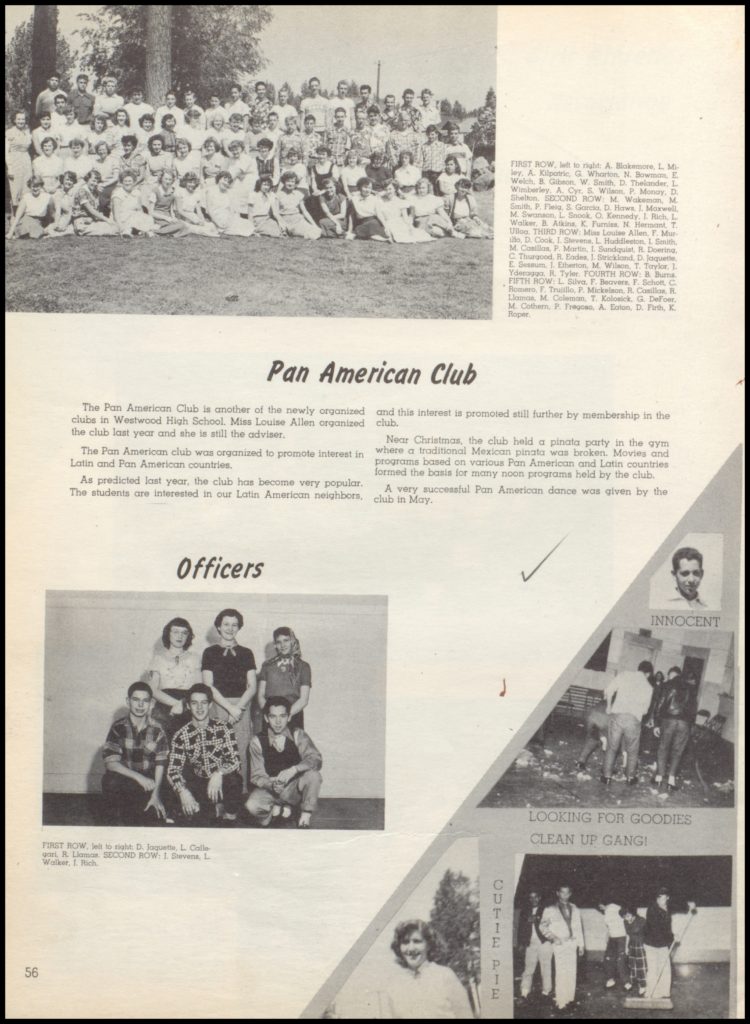 FIRST ROW, left to right: A. Blakemore, L. Mi-
ley, A. Kilpatric, G. Wharton, N. Bowman, E.
Welch, B. Gibson, W. Smith, D. Thelander, L.
Wimberley, A. Cyr, S. Wilson, P. Monay, D.
Shelton. SECOND ROW: M. Wakeman, M.
Smith, P. Fleig, S. Garcia, D. Haws, J. Maxwell,
M. Swanson, L. Snook, O. Kennedy, J. Rich, L.
Walker, B. Atkins, K. Furniss, N. Hermant, T.
Ulloa. THIRD ROW: Miss Louise Allen, F. Mur-
illo, D. Cook, J. Stevens, L. Huddleston, I. Smith,
M. Casillas, P. Martin, J. Sundquist, R. Doering,
C. Thurgood, R. Eades, J. Strickland, D. Jaquette,
E. Sessum, J. Etherton, M. Wilson, T. Taylor, J.
Yderagga, R. Tyler. FOURTH ROW: B. Burns.
FIFTH ROW: L. Silva, F. Beavers, F. Schott, C.
Romero, F. Trujillo, P. Mickelson, R. Casillas, R.
Llamas, M. Coleman, T. Kolosick, G. DeFoer,
M. Cothern, P. Fregoso, A. Eaton, D. Firth, K.
Roper.
Pan American Club
The Pan American Club is another of the newly organized
clubs in Westwood High School. Miss Louise Allen organized
the club last year and she is still the adviser.
The Pan American club was organized to promote interest in
Latin and Pan American countries.
As predicted last year, the club has become very popular.
The students are interested in our Latin American neighbors,
and this interest is promoted still further by membership in the
club.
Near Christmas, the club held a pinata party in the gym
where a traditional Mexican pinata was broken. Movies and
programs based on various Pan American and Latin countries
formed the basis for many noon programs held by the club.
A very successful Pan American dance was given by the
club in May.
Officers
FIRST ROW, left to right: D. Jaquette, L. Calle-
gari, R. Llamas. SECOND ROW: J. Stevens, L.
Walker, J. Rich.
INNOCENT
LOOKING FOR GOODIES
CLEAN UP GANG!
CUTIE PIE
56